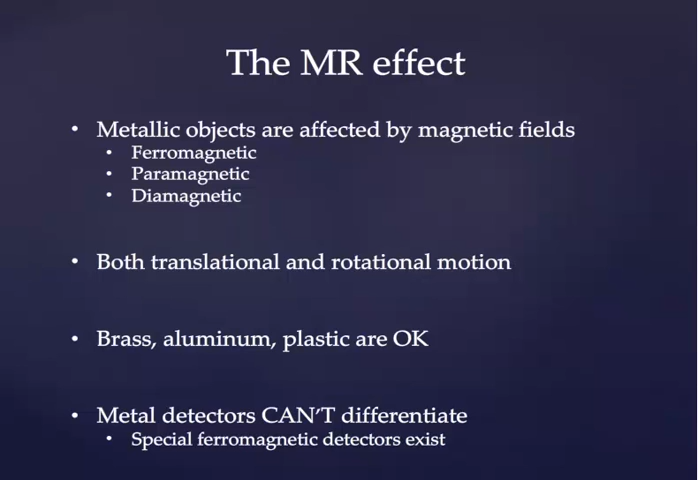 The MR effect
• Metallic objects are affected by magnetic fields
• Ferromagnetic
• Paramagnetic
• Diamagnetic
• Both translational and rotational motion
• Brass, aluminum, plastic are OK
• Metal detectors CAN'T differentiate
• Special ferromagnetic detectors exist